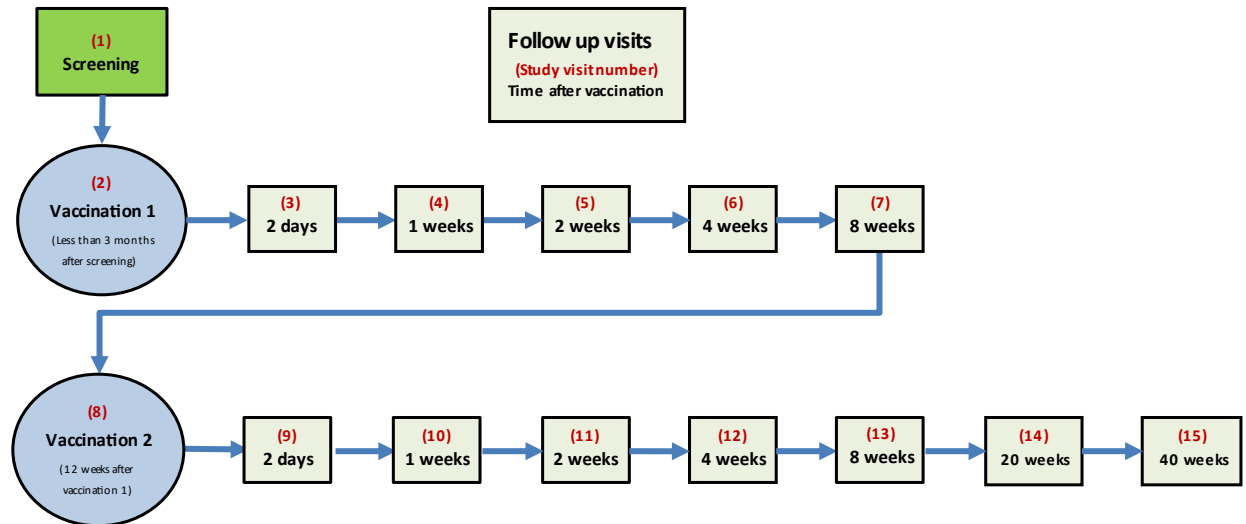 (1)
Screening
Follow up visits
(Study visit number)
Time after vaccination
(2)
Vaccination 1
(Less than 3 months
after screening)
(3)
2 days
(4)
1 weeks
(5)
2 weeks
(6)
4 weeks
(7)
8 weeks
(8)
Vaccination 2
(12 weeks after
vaccination 1)
(9)
2 days
(10)
1 weeks
(11)
2 weeks
(12)
4 weeks
(13)
8 weeks
(14)
20 weeks
(15)
40 weeks